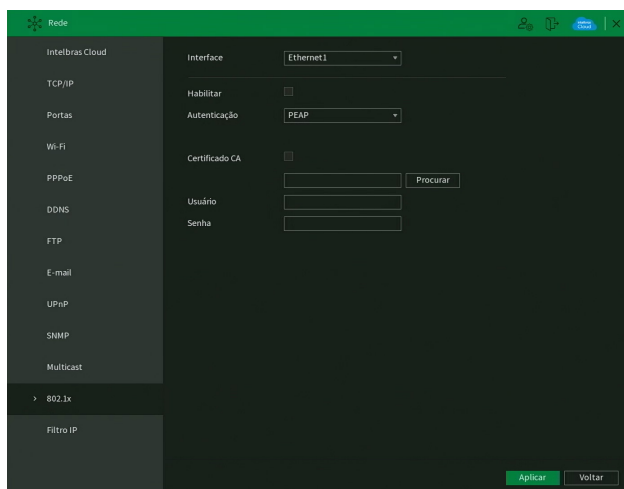 Rede
Intelbras Cloud
TCP/IP
Portas
Wi-Fi
PPPoE
DDNS
FTP
E-mail
UPnP
SNMP
Multicast
> 802.1x
Filtro IP
Interface Ethernet1
Habilitar
Autenticação PEAP
Certificado CA
Procurar
Usuário
Senha
Aplicar Voltar